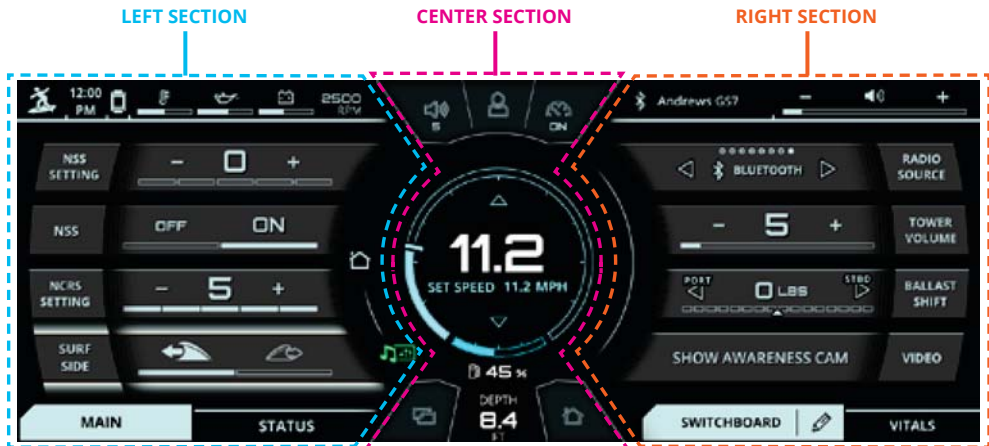 LEFT SECTION
CENTER SECTION
RIGHT SECTION
12:00
PM
2500
RPM
5
ON
Andrews GS7
- +
NSS
SETTING
- 0 +
NSS
OFF ON
NCRS
SETTING
- 5 +
SURF
SIDE
MAIN
STATUS
11.2
SET SPEED 11.2 MPH
45 %
DEPTH
8.4
FT
BLUETOOTH
RADIO
SOURCE
- 5 +
TOWER
VOLUME
PORT
0 LBS
STBD
BALLAST
SHIFT
SHOW AWARENESS CAM
VIDEO
SWITCHBOARD
VITALS